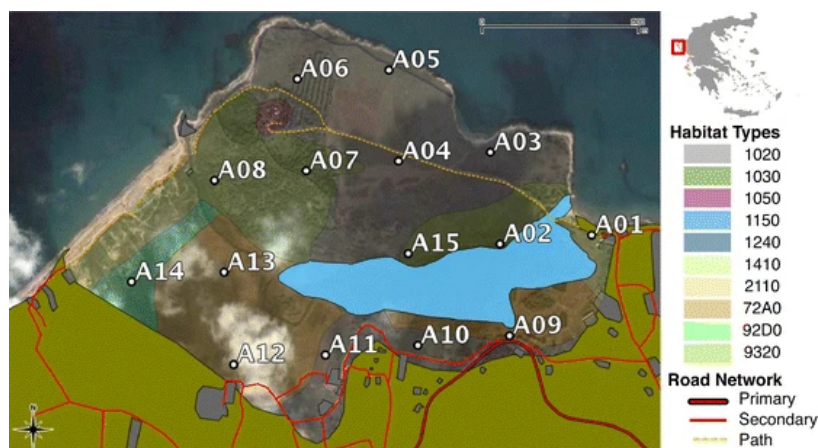 A05
A06
A03
A04
A07
A08
A01
A02
A15
A13
A14
A09
A10
A11
A12
N
Habitat Types
1020
1030
1050
1150
1240
1410
2110
72A0
92D0
9320
Road Network
Primary
Secondary
Path